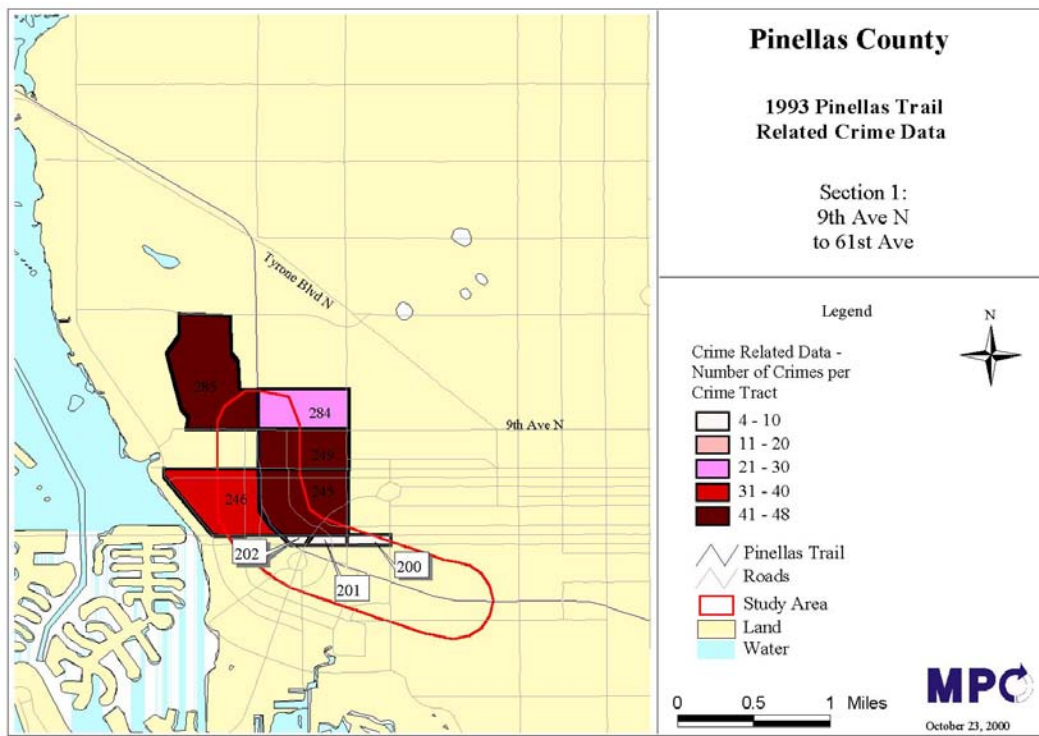 Pinellas County
1993 Pinellas Trail
Related Crime Data
Section 1:
9th Ave N
to 61st Ave
Tyrone Blvd N
285
284
9th Ave N
249
245
246
202
200
201
Legend
N
Crime Related Data -
Number of Crimes per
Crime Tract
4 - 10
11 - 20
21 - 30
31 - 40
41 - 48
Pinellas Trail
Roads
Study Area
Land
Water
0 0.5 1 Miles
MPO
October 23, 2000